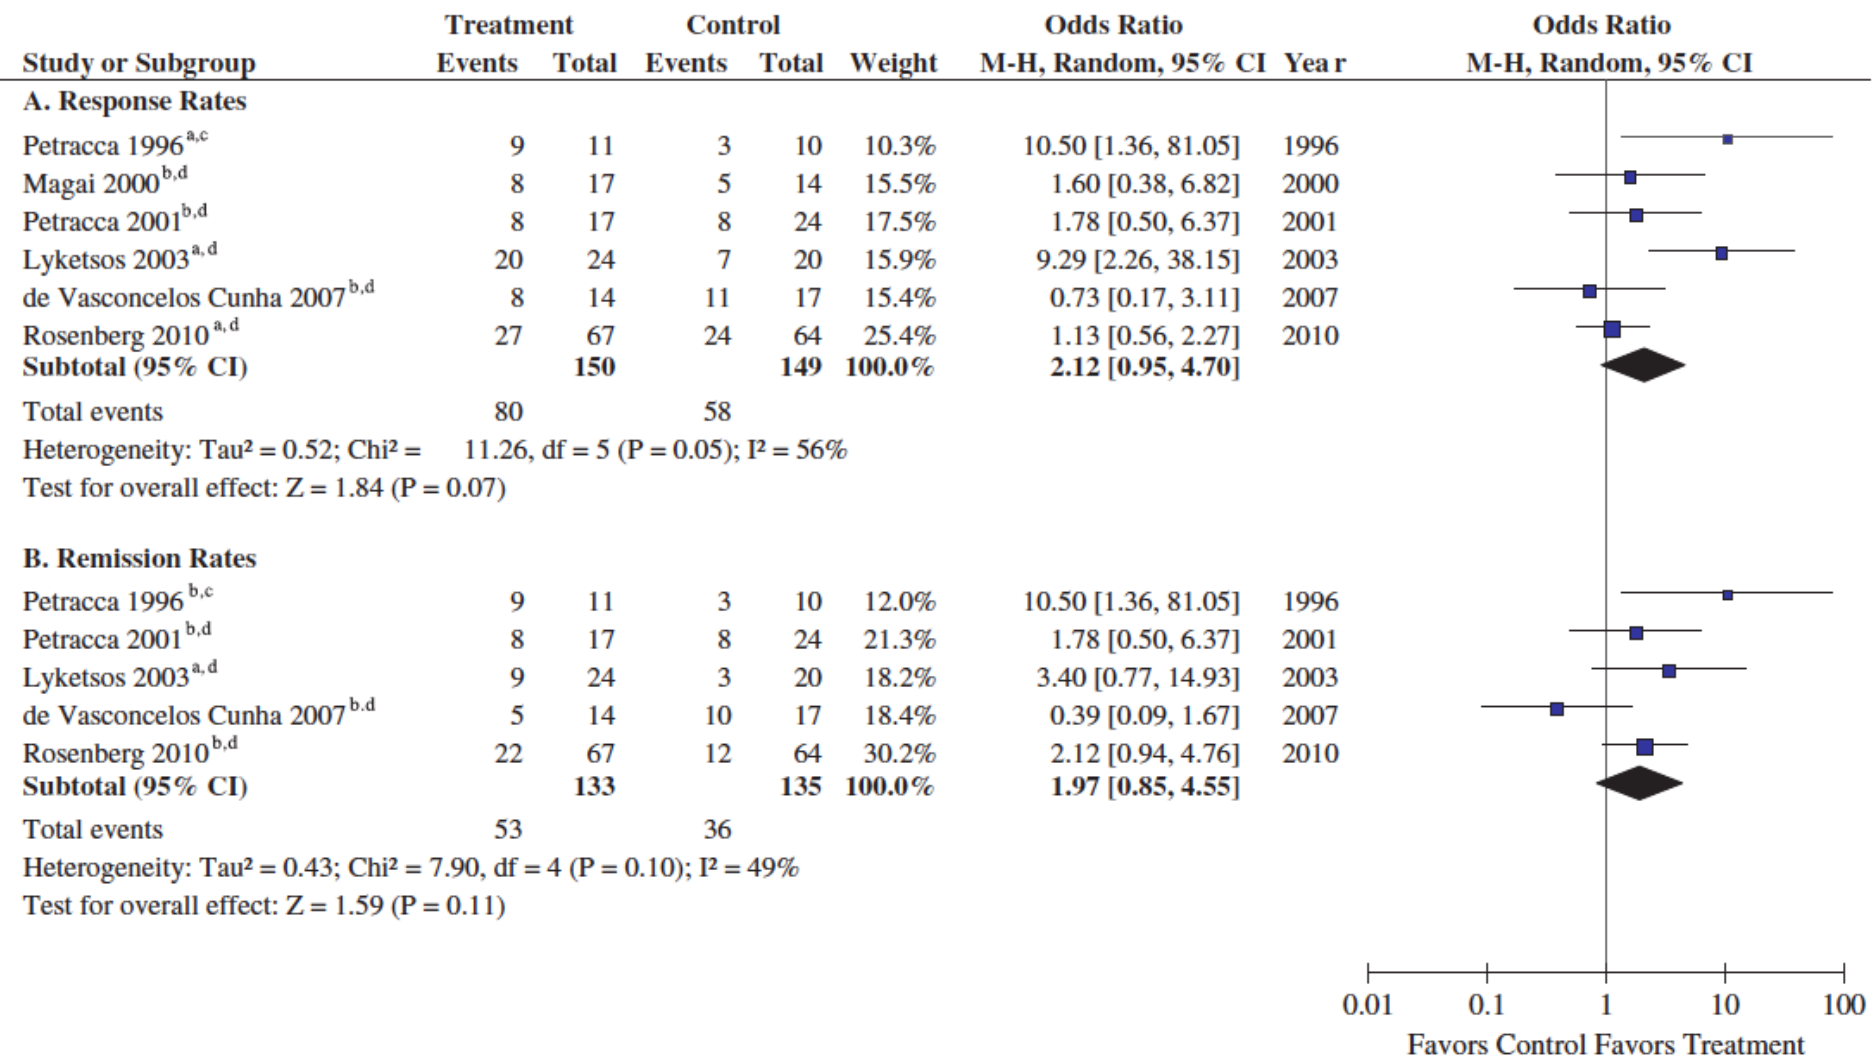 Treatment Control Odds Ratio Odds Ratio
Study or Subgroup Events Total Events Total Weight M-H, Random, 95% CI Year M-H, Random, 95% CI
A. Response Rates
Petracca 1996a,c 9 11 3 10 10.3% 10.50 [1.36, 81.05] 1996
Magai 2000b,d 8 17 5 14 15.5% 1.60 [0.38, 6.82] 2000
Petracca 2001b,d 8 17 8 24 17.5% 1.78 [0.50, 6.37] 2001
Lyketsos 2003a,d 20 24 7 20 15.9% 9.29 [2.26, 38.15] 2003
de Vasconcelos Cunha 2007b,d 8 14 11 17 15.4% 0.73 [0.17, 3.11] 2007
Rosenberg 2010a,d 27 67 24 64 25.4% 1.13 [0.56, 2.27] 2010
Subtotal (95% CI) 150 149 100.0% 2.12 [0.95, 4.70]
Total events 80 58
Heterogeneity: Tau² = 0.52; Chi² = 11.26, df = 5 (P = 0.05); I² = 56%
Test for overall effect: Z = 1.84 (P = 0.07)
B. Remission Rates
Petracca 1996b,c 9 11 3 10 12.0% 10.50 [1.36, 81.05] 1996
Petracca 2001b,d 8 17 8 24 21.3% 1.78 [0.50, 6.37] 2001
Lyketsos 2003a,d 9 24 3 20 18.2% 3.40 [0.77, 14.93] 2003
de Vasconcelos Cunha 2007b.d 5 14 10 17 18.4% 0.39 [0.09, 1.67] 2007
Rosenberg 2010b,d 22 67 12 64 30.2% 2.12 [0.94, 4.76] 2010
Subtotal (95% CI) 133 135 100.0% 1.97 [0.85, 4.55]
Total events 53 36
Heterogeneity: Tau² = 0.43; Chi² = 7.90, df = 4 (P = 0.10); I² = 49%
Test for overall effect: Z = 1.59 (P = 0.11)
0.01 0.1 1 10 100
Favors Control Favors Treatment